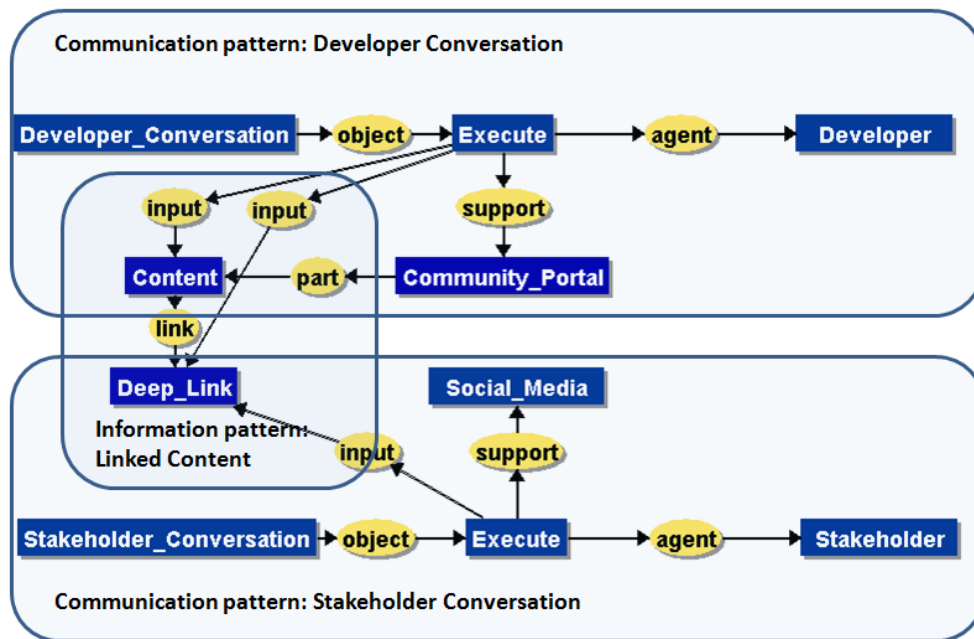 Communication pattern: Developer Conversation
Developer_Conversation object Execute agent Developer
input input support
Content part Community_Portal
link
Deep_Link Social_Media
Information pattern:
Linked Content input support
Stakeholder_Conversation object Execute agent Stakeholder
Communication pattern: Stakeholder Conversation